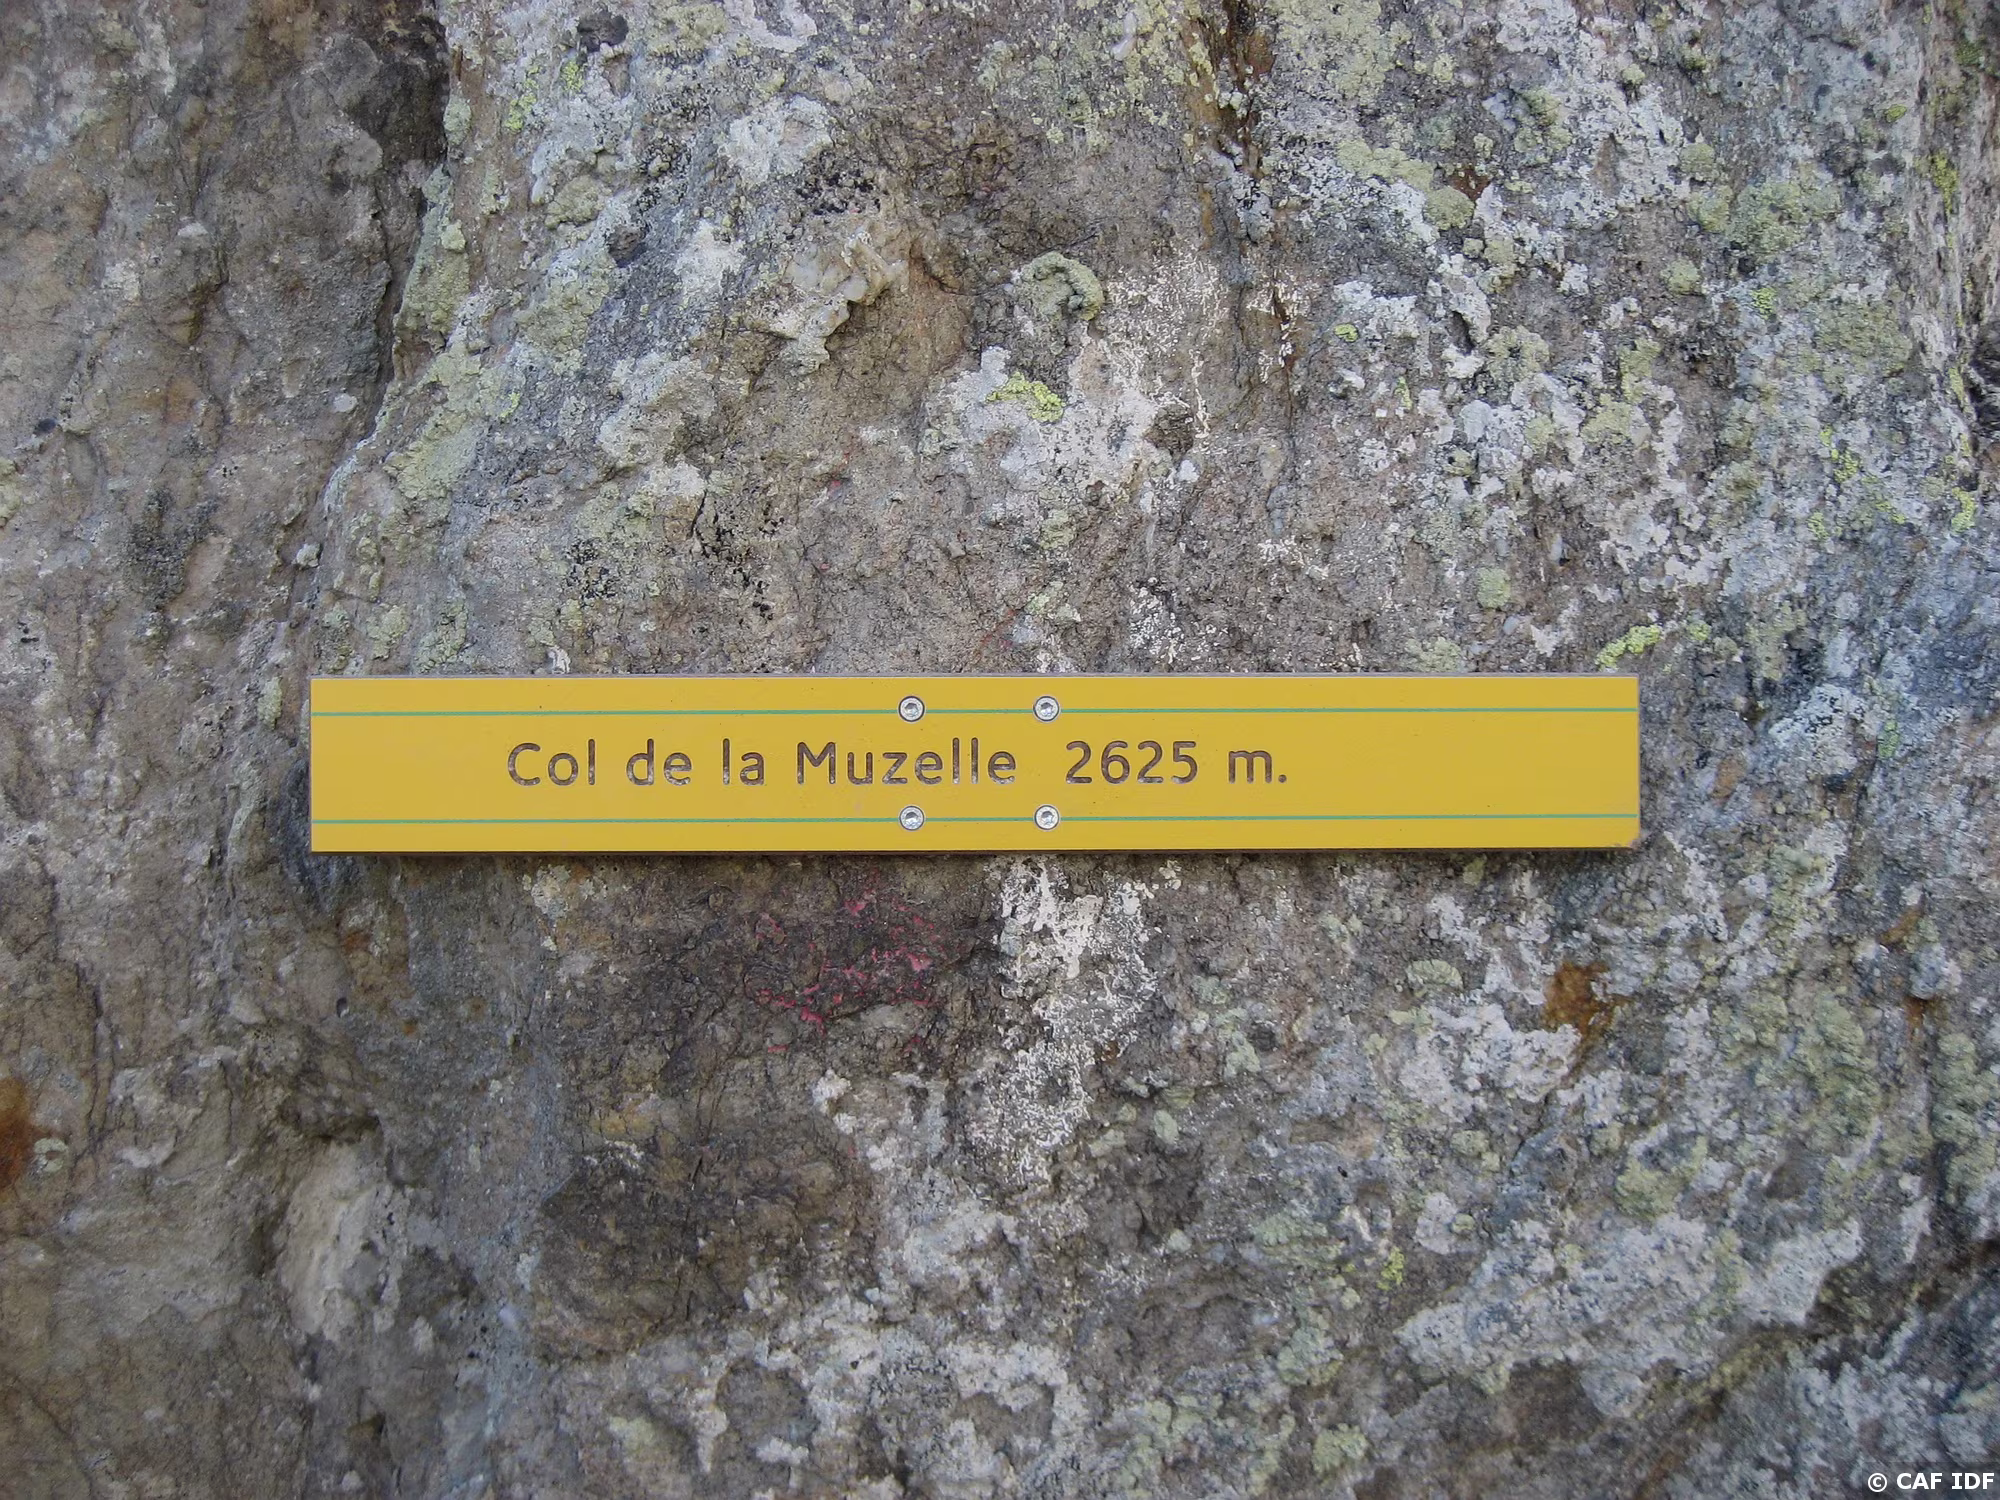 Col de la Muzelle 2625 m.
© CAF IDF